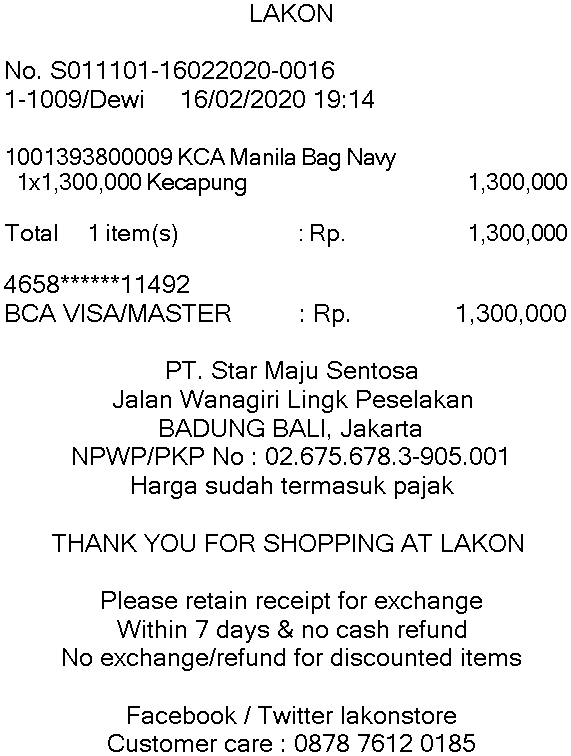 LAKON
No. S011101-16022020-0016
1-1009/Dewi 16/02/2020 19:14
1001393800009 KCA Manila Bag Navy
1x1,300,000 Kecapung 1,300,000
Total 1 item(s) : Rp. 1,300,000
4658******11492
BCA VISA/MASTER : Rp. 1,300,000
PT. Star Maju Sentosa
Jalan Wanagiri Lingk Peselakan
BADUNG BALI, Jakarta
NPWP/PKP No : 02.675.678.3-905.001
Harga sudah termasuk pajak
THANK YOU FOR SHOPPING AT LAKON
Please retain receipt for exchange
Within 7 days & no cash refund
No exchange/refund for discounted items
Facebook / Twitter lakonstore
Customer care : 0878 7612 0185